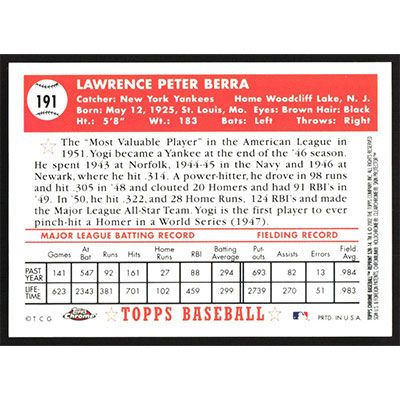 191
LAWRENCE PETER BERRA
Catcher: New York Yankees Home Woodcliff Lake, N. J.
Born: May 12, 1925, St. Louis, Mo. Eyes: Brown Hair: Black
Ht.: 5'8" Wt.: 183 Bats: Left Throws: Right
The "Most Valuable Player" in the American League in
1951. Yogi became a Yankee at the end of the '46 season.
He spent 1943 at Norfolk, 1944-45 in the Navy and 1946 at
Newark, where he hit .314. A power-hitter, he drove in 98 runs
and hit .305 in '48 and clouted 20 Homers and had 91 RBI's in
'49. In '50, he hit .322, and 28 Home Runs. 124 RBI's and made
the Major League All-Star Team. Yogi is the first player to ever
pinch-hit a Homer in a World Series (1947).
MAJOR LEAGUE BATTING RECORD FIELDING RECORD
Games At Bat Runs Hits Home Runs RBI Batt. Avg. Put Outs Assists Errors Field. Avg.
PAST YEAR 141 547 92 161 27 88 .294 693 82 13 .984
LIFE-TIME 623 2343 381 701 102 459 .299 2739 270 51 .983
© T C G Topps Chrome TOPPS BASEBALL PRTD. IN U.S.A.